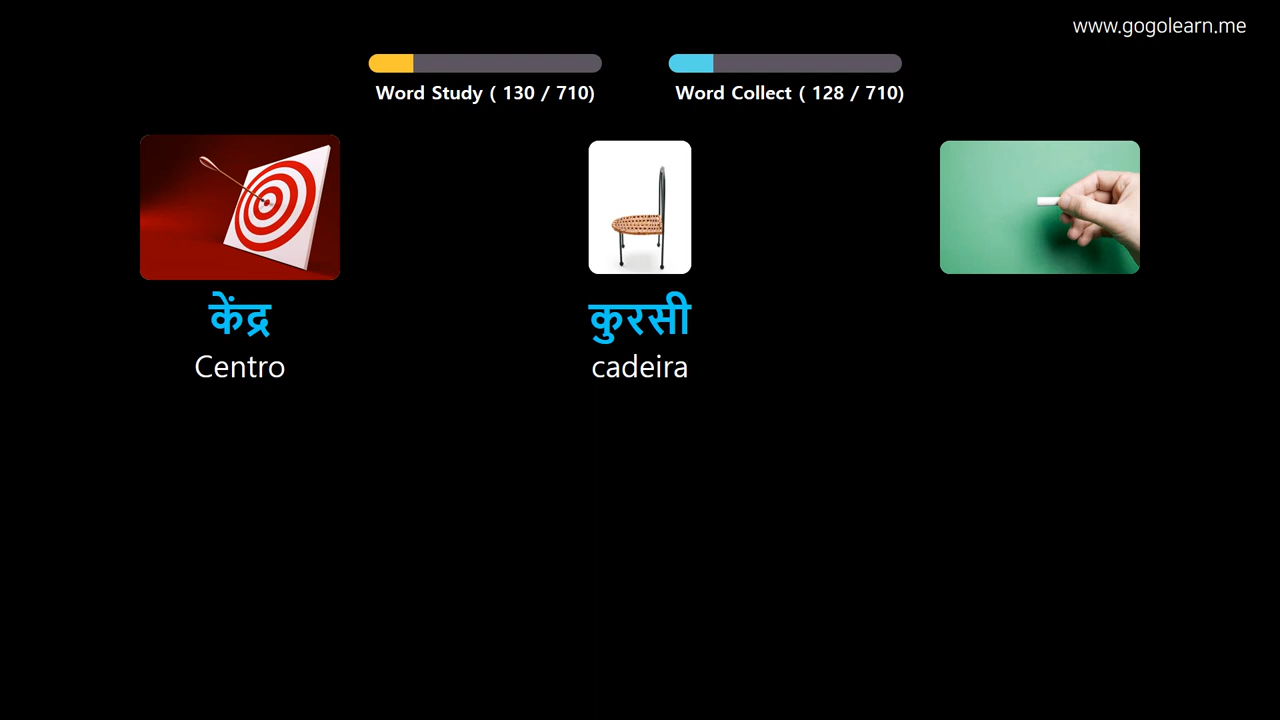 www.gogolearn.me
Word Study ( 130 / 710)
Word Collect ( 128 / 710)
केंद्र
Centro
कुरसी
cadeira